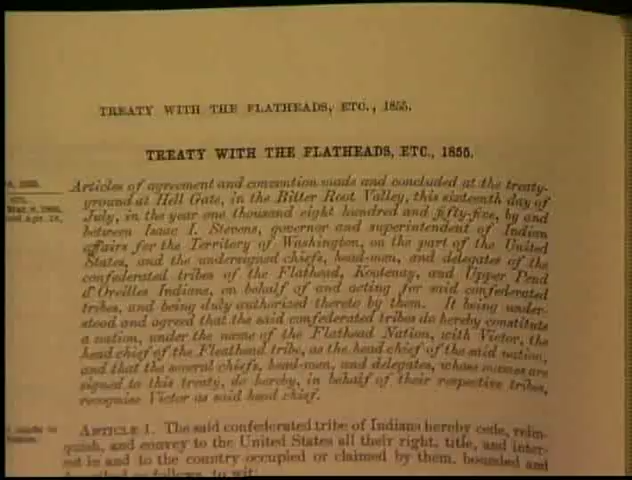 TREATY WITH THE FLATHEADS, ETC., 1855.
TREATY WITH THE FLATHEADS, ETC., 1855.
Articles of agreement and convention made and concluded at the treaty-
ground at Hell Gate, in the Bitter Root Valley, this sixteenth day of
July, in the year one thousand eight hundred and fifty-five, by and
between Isaac I. Stevens, governor and superintendent of Indian
affairs for the Territory of Washington, on the part of the United
States, and the undersigned chiefs, head-men, and delegates of the
confederated tribes of the Flathead, Koutenay, and Upper Pend
d'Oreilles Indians, on behalf of and acting for said confederated
tribes, and being duly authorized thereto by them. It being under-
stood and agreed that the said confederated tribes do hereby constitute
a nation, under the name of the Flathead Nation, with Victor, the
head chief of the Flathead tribe, as the head chief of the said nation,
and that the several chiefs, head-men, and delegates, whose names are
signed to this treaty, do hereby, in behalf of their respective tribes,
recognise Victor as said head chief.
ARTICLE 1. The said confederated tribe of Indians hereby cede, relin-
quish, and convey to the United States all their right, title, and inter-
est in and to the country occupied or claimed by them, bounded and
described as follows, to wit: